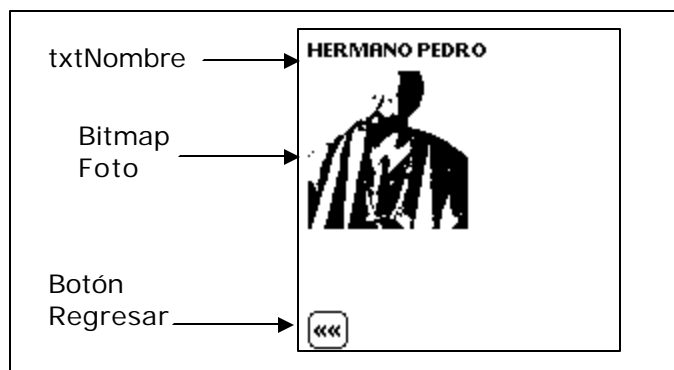 txtNombre
HERMANO PEDRO
Bitmap
Foto
Botón
Regresar
««